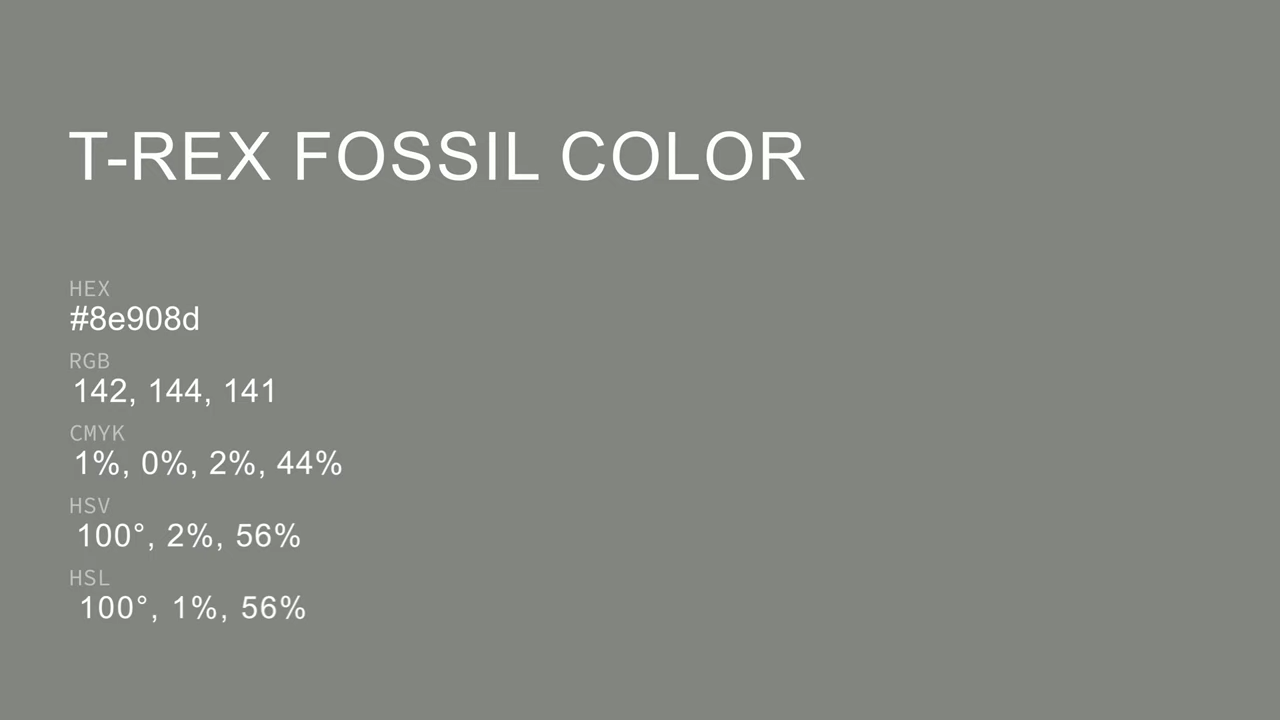 T-REX FOSSIL COLOR
HEX
#8e908d
RGB
142, 144, 141
CMYK
1%, 0%, 2%, 44%
HSV
100°, 2%, 56%
HSL
100°, 1%, 56%